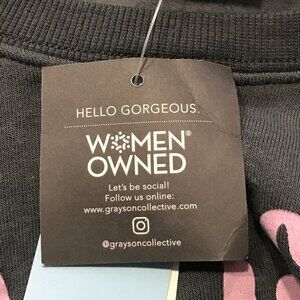 HELLO GORGEOUS.
WOMEN®
OWNED
Let's be social!
Follow us online:
www.graysoncollective.com
@graysoncollective